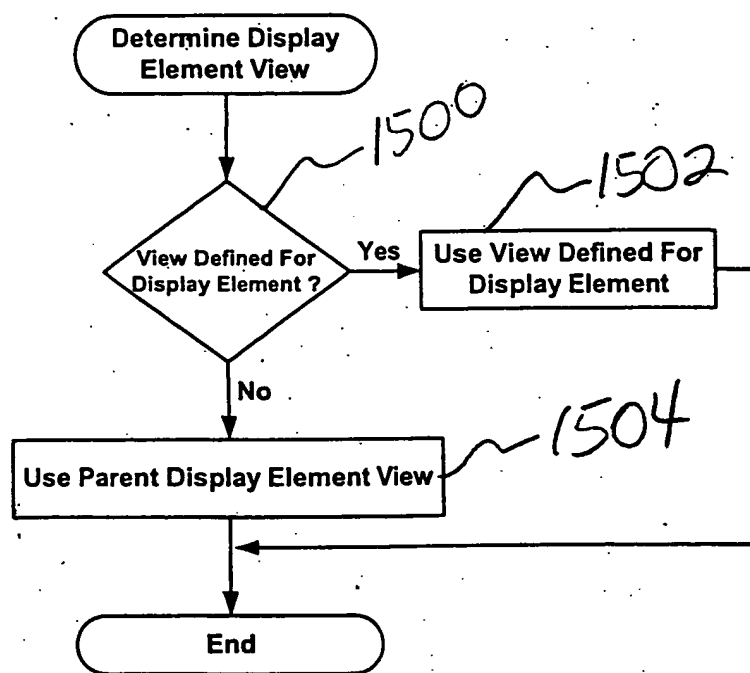 Determine Display
Element View
1500
1502
View Defined For
Display Element ?
Yes
Use View Defined For
Display Element
No
1504
Use Parent Display Element View
End